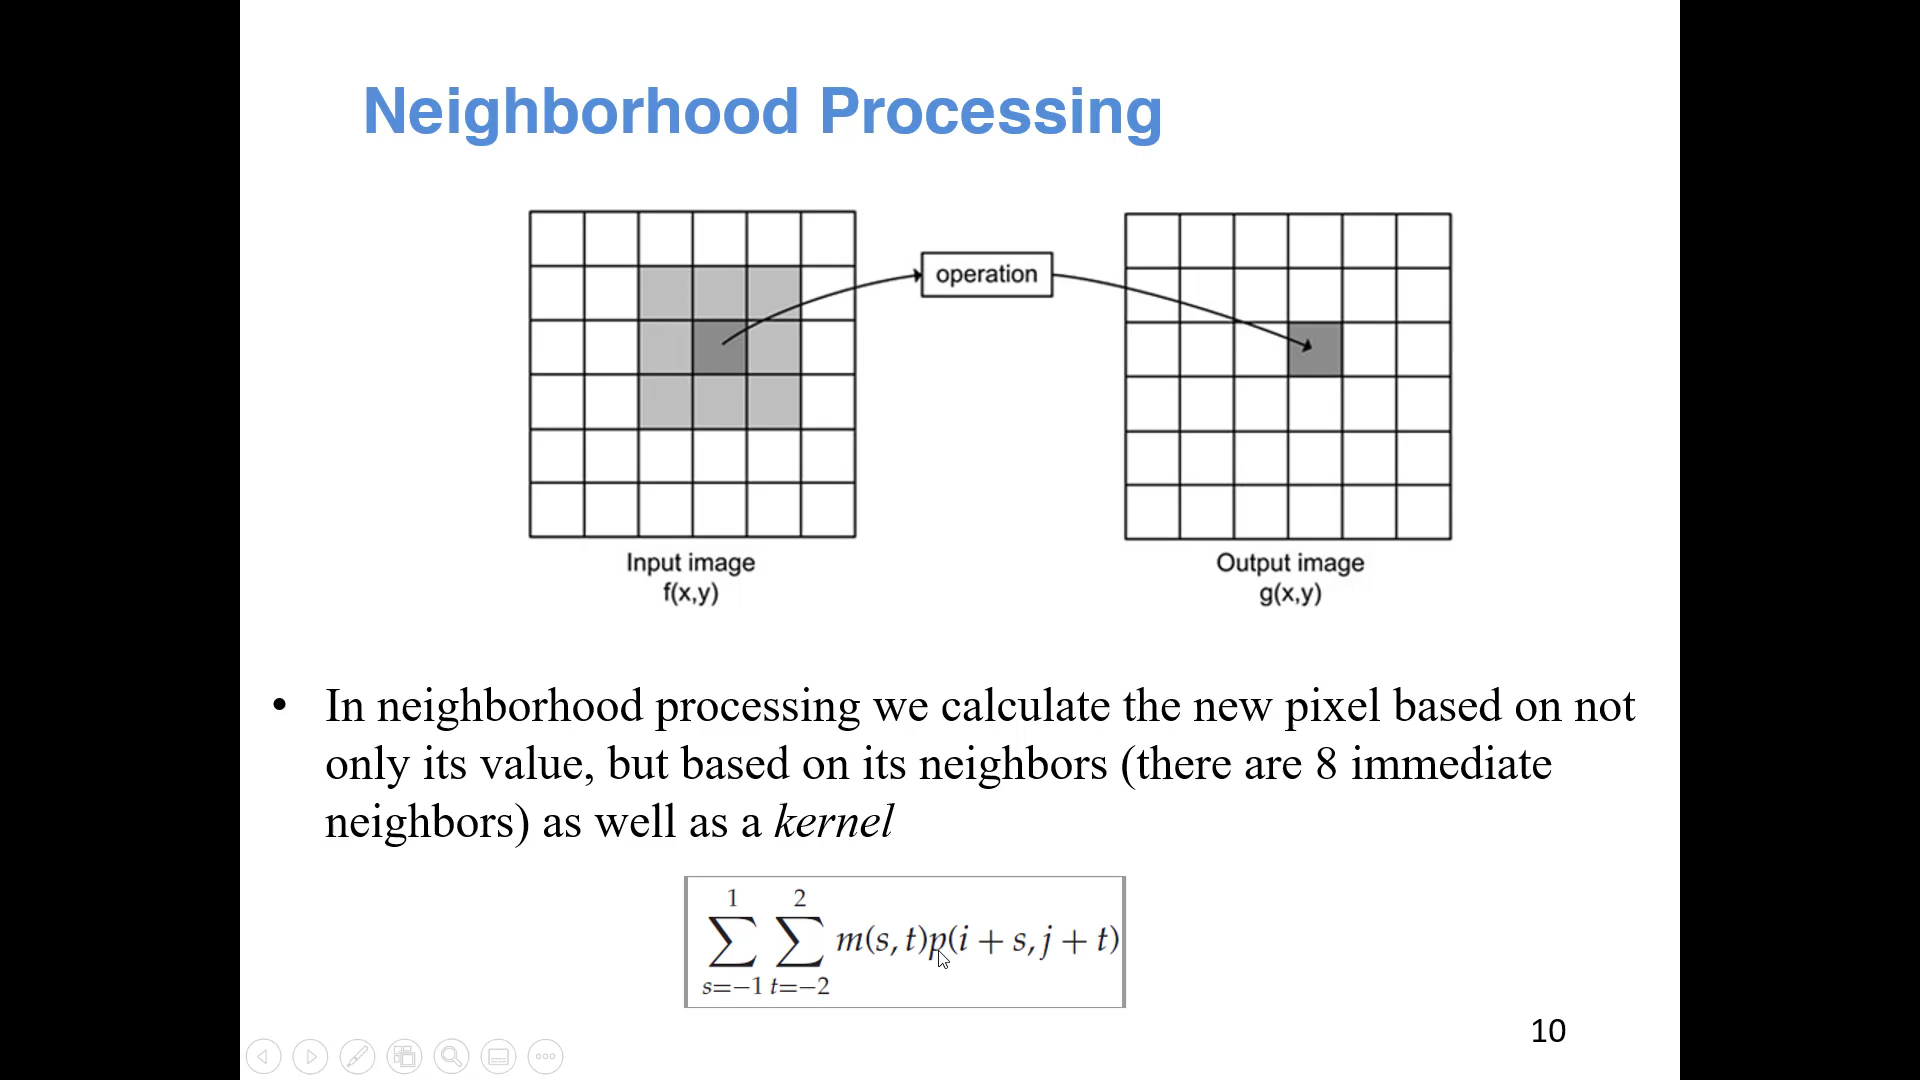 Neighborhood Processing
operation
Input image
f(x,y)
Output image
g(x,y)
• In neighborhood processing we calculate the new pixel based on not
only its value, but based on its neighbors (there are 8 immediate
neighbors) as well as a kernel
1 2
∑ ∑ m(s, t)p(i + s, j + t)
s=−1 t=−2
10